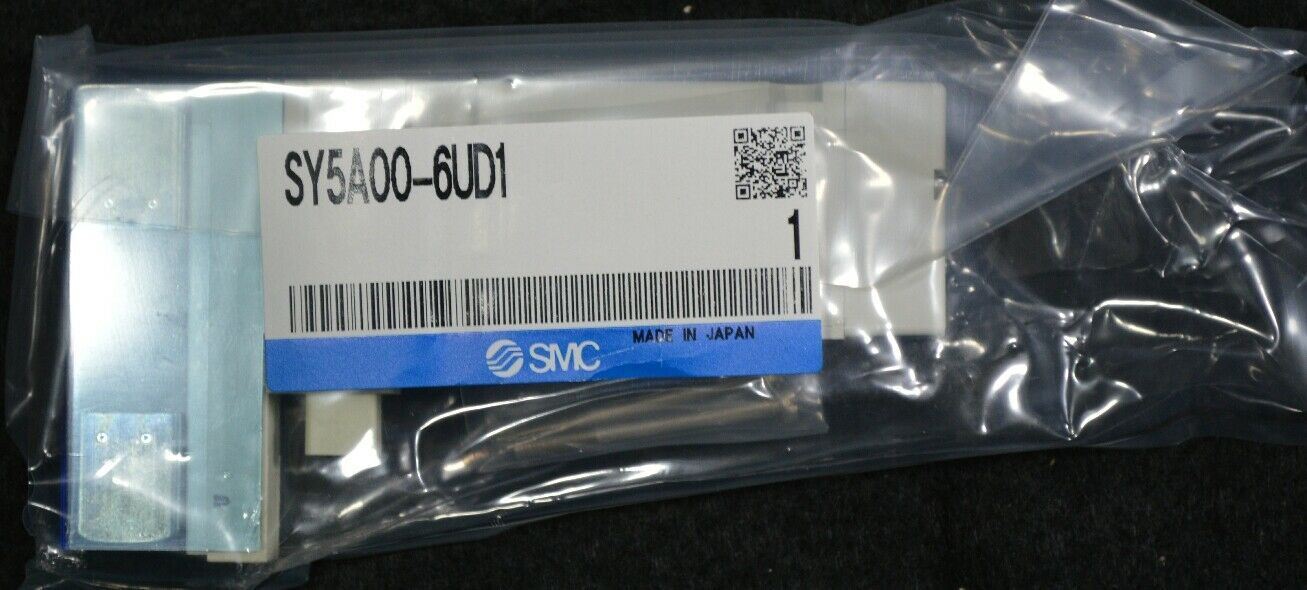 SY5A00-6UD1
1
MADE IN JAPAN
SMC